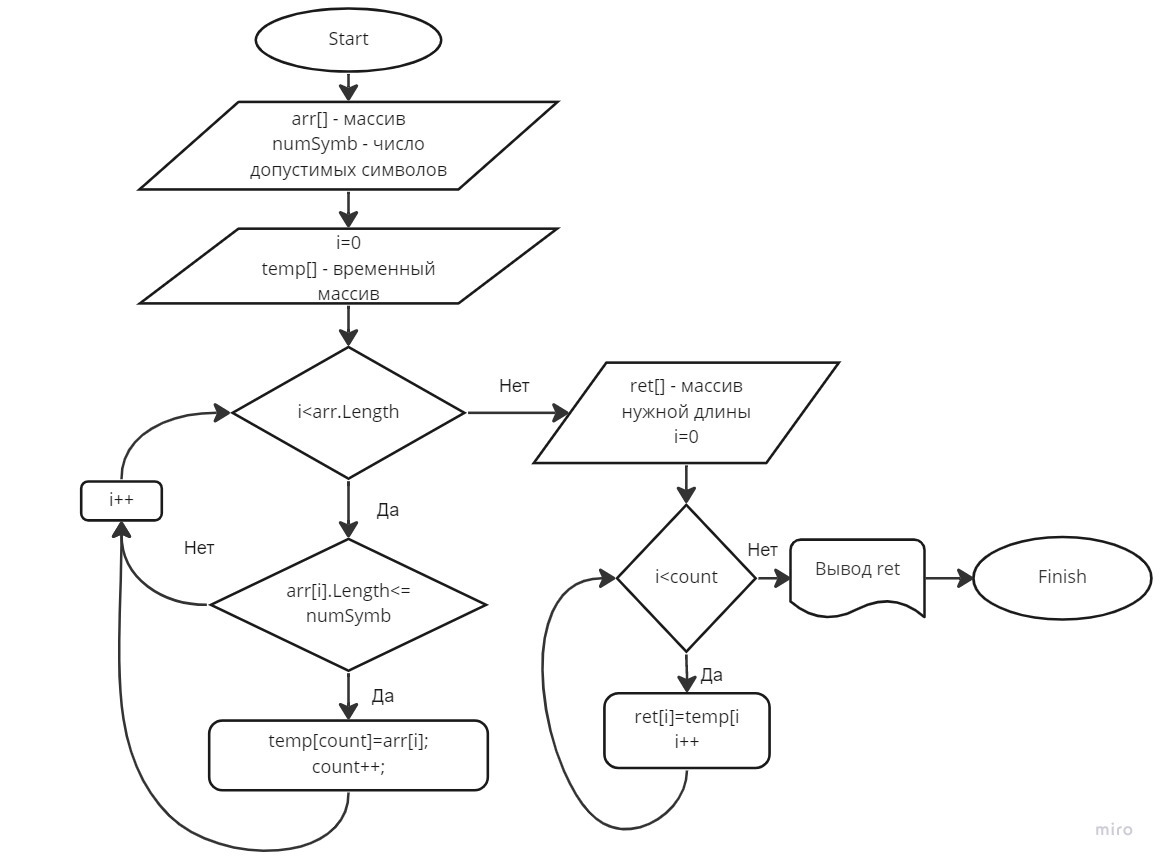 Start
arr[] - массив
numSymb - число
допустимых символов
i=0
temp[] - временный
массив
i<arr.Length
Нет
ret[] - массив
нужной длины
i=0
i++
Да
Нет
arr[i].Length<=
numSymb
Да
temp[count]=arr[i];
count++;
i<count
Нет
Вывод ret
Finish
Да
ret[i]=temp[i
i++
miro